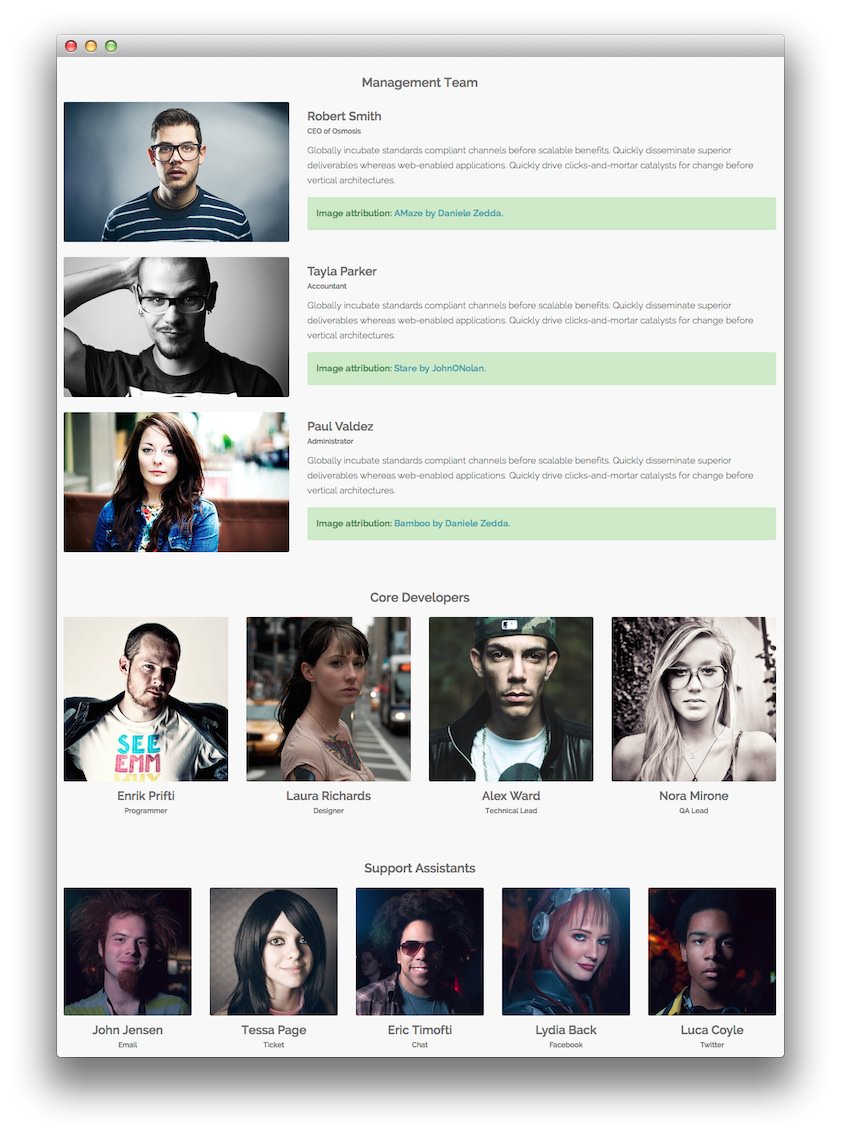 Management Team
Robert Smith
CEO of Osmosis
Globally incubate standards compliant channels before scalable benefits. Quickly disseminate superior
deliverables whereas web-enabled applications. Quickly drive clicks-and-mortar catalysts for change before
vertical architectures.
Image attribution: AMaze by Daniele Zedda.
Tayla Parker
Accountant
Globally incubate standards compliant channels before scalable benefits. Quickly disseminate superior
deliverables whereas web-enabled applications. Quickly drive clicks-and-mortar catalysts for change before
vertical architectures.
Image attribution: Stare by JohnONolan.
Paul Valdez
Administrator
Globally incubate standards compliant channels before scalable benefits. Quickly disseminate superior
deliverables whereas web-enabled applications. Quickly drive clicks-and-mortar catalysts for change before
vertical architectures.
Image attribution: Bamboo by Daniele Zedda.
Core Developers
SEE
EMM
Enrik Prifti
Programmer
Laura Richards
Designer
Alex Ward
Technical Lead
Nora Mirone
QA Lead
Support Assistants
John Jensen
Email
Tessa Page
Ticket
Eric Timofti
Chat
Lydia Back
Facebook
Luca Coyle
Twitter